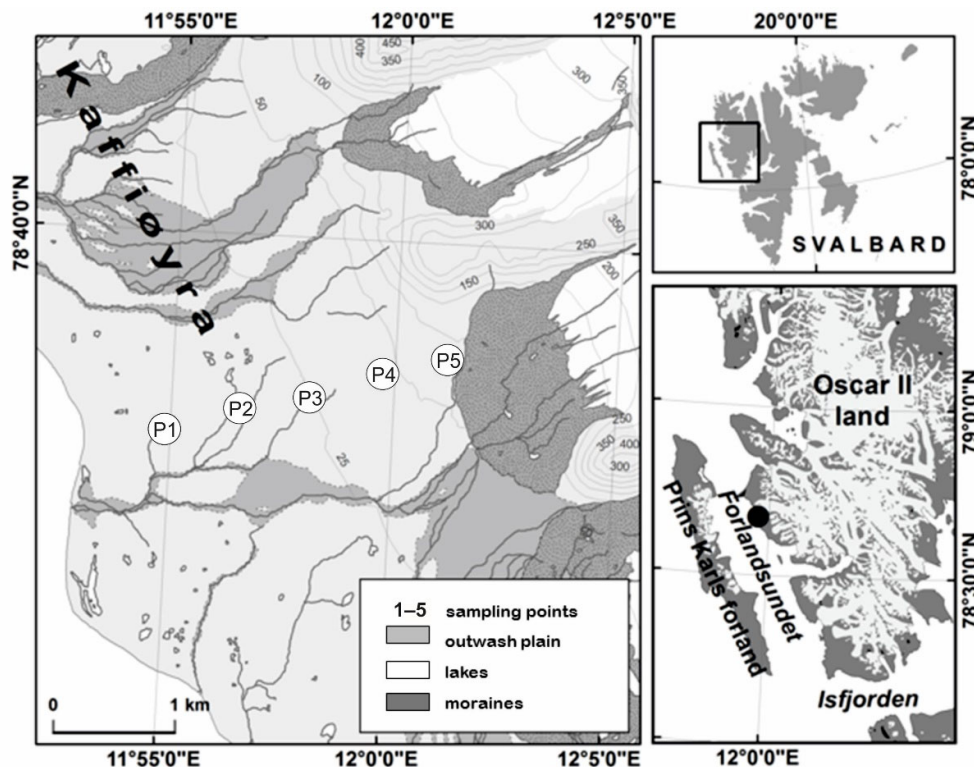 11°55'0"E
12°0'0"E
12°5'0"E
Kaffiøyra
400
450
350
100
50
300
350
78°40'0"N
300
350
250
200
150
P5
P4
P3
P2
P1
25
250
350
400
300
1–5 sampling points
outwash plain
lakes
moraines
0 1 km
11°55'0"E
12°0'0"E
12°5'0"E
20°0'0"E
78°0'0"N
SVALBARD
Oscar II
land
79°0'0"N
Forlandsundet
Prins Karls forland
78°30'0"N
Isfjorden
12°0'0"E